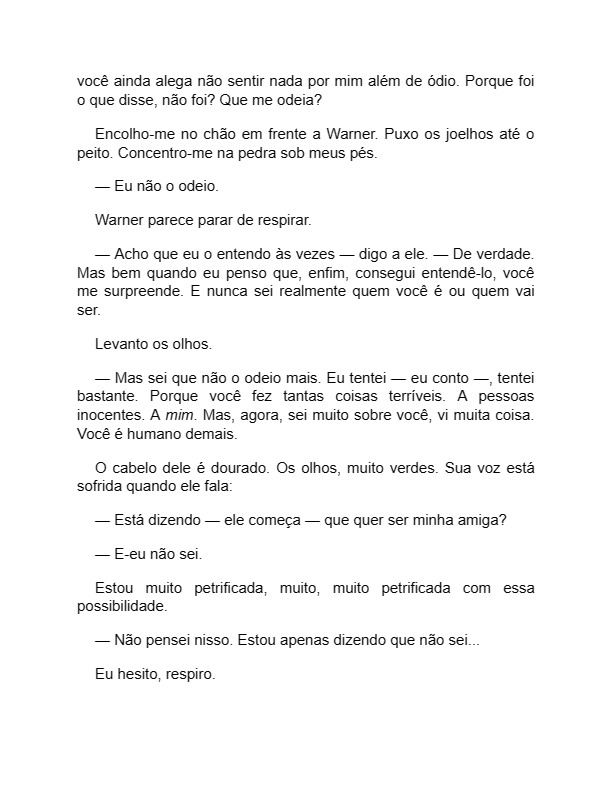 você ainda alega não sentir nada por mim além de ódio. Porque foi
o que disse, não foi? Que me odeia?
Encolho-me no chão em frente a Warner. Puxo os joelhos até o
peito. Concentro-me na pedra sob meus pés.
— Eu não o odeio.
Warner parece parar de respirar.
— Acho que eu o entendo às vezes — digo a ele. — De verdade.
Mas bem quando eu penso que, enfim, consegui entendê-lo, você
me surpreende. E nunca sei realmente quem você é ou quem vai
ser.
Levanto os olhos.
— Mas sei que não o odeio mais. Eu tentei — eu conto —, tentei
bastante. Porque você fez tantas coisas terríveis. A pessoas
inocentes. A mim. Mas, agora, sei muito sobre você, vi muita coisa.
Você é humano demais.
O cabelo dele é dourado. Os olhos, muito verdes. Sua voz está
sofrida quando ele fala:
— Está dizendo — ele começa — que quer ser minha amiga?
— E-eu não sei.
Estou muito petrificada, muito, muito petrificada com essa
possibilidade.
— Não pensei nisso. Estou apenas dizendo que não sei...
Eu hesito, respiro.